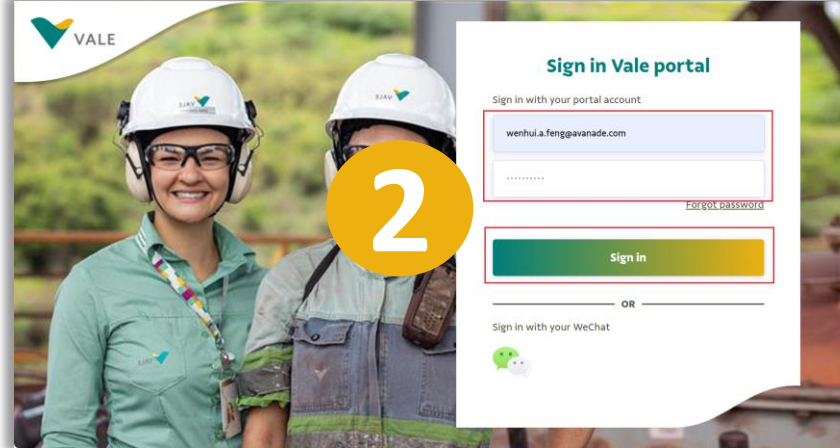 VALE
Sign in Vale portal
Sign in with your portal account
wenhui.a.feng@avanade.com
..........
Forgot password
2
Sign in
OR
Sign in with your WeChat